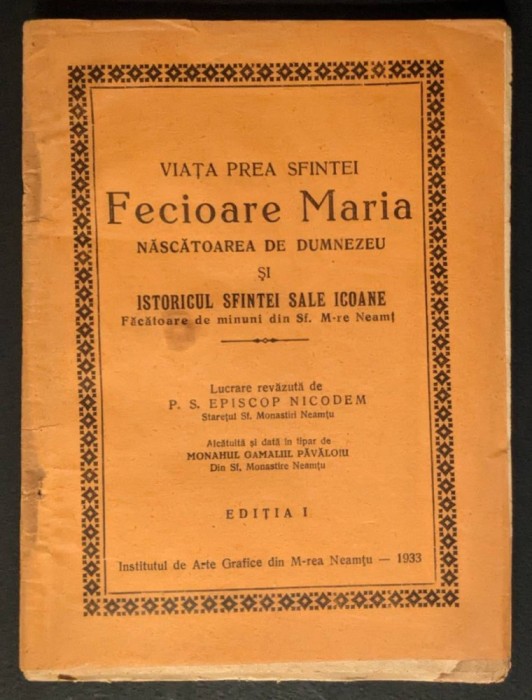 VIAȚA PREA SFINTEI
Fecioare Maria
NĂSCĂTOAREA DE DUMNEZEU
ȘI
ISTORICUL SFINTEI SALE ICOANE
Făcătoare de minuni din Sf. M-re Neamț
Lucrare revăzută de
P. S. EPISCOP NICODEM
Starețul Sf. Monastiri Neamțu
Alcătuită și dată in tipar de
MONAHUL GAMALIIL PĂVĂLOIU
Din Sf, Monastire Neamțu
EDIȚIA I
Institutul de Arte Grafice din M-rea Neamțu — 1933